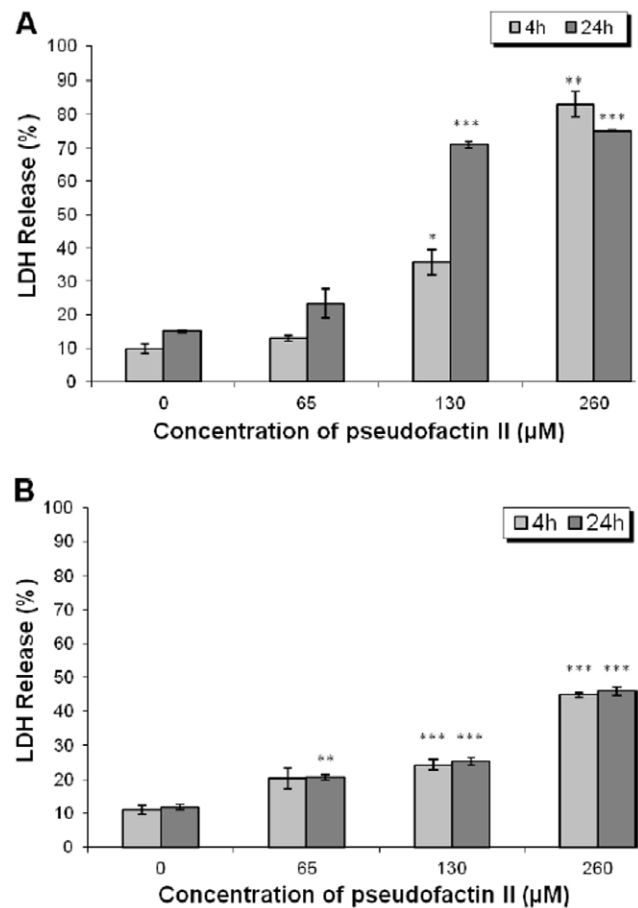 A
4h 24h
100
90
80
70
60
50
40
30
20
10
0
LDH Release (%)
*
***
**
***
0 65 130 260
Concentration of pseudofactin II (µM)
B
4h 24h
100
90
80
70
60
50
40
30
20
10
0
LDH Release (%)
**
*** ***
*** ***
0 65 130 260
Concentration of pseudofactin II (µM)